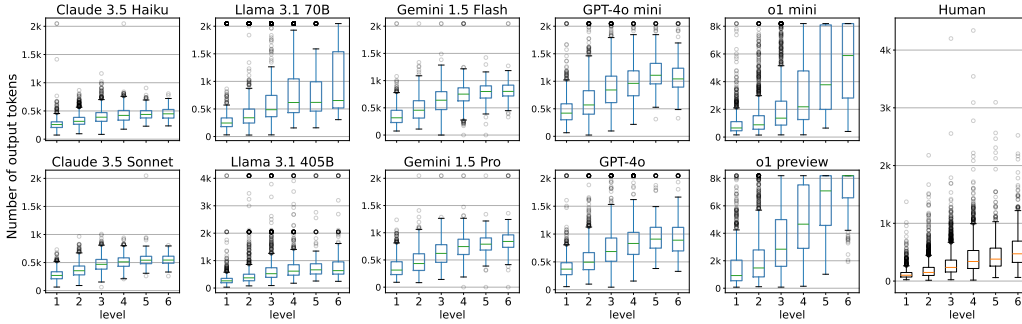 Claude 3.5 Haiku
Llama 3.1 70B
Gemini 1.5 Flash
GPT-4o mini
o1 mini
Human
2k
1.5k
1k
0.5k
0
2k
1.5k
1k
0.5k
0
2k
1.5k
1k
0.5k
0
2k
1.5k
1k
0.5k
0
8k
6k
4k
2k
0
4k
3k
2k
1k
0
Number of output tokens
Claude 3.5 Sonnet
Llama 3.1 405B
Gemini 1.5 Pro
GPT-4o
o1 preview
2k
1.5k
1k
0.5k
0
4k
3k
2k
1k
0
2k
1.5k
1k
0.5k
0
2k
1.5k
1k
0.5k
0
8k
6k
4k
2k
0
1 2 3 4 5 6
1 2 3 4 5 6
1 2 3 4 5 6
1 2 3 4 5 6
1 2 3 4 5 6
1 2 3 4 5 6
level
level
level
level
level
level